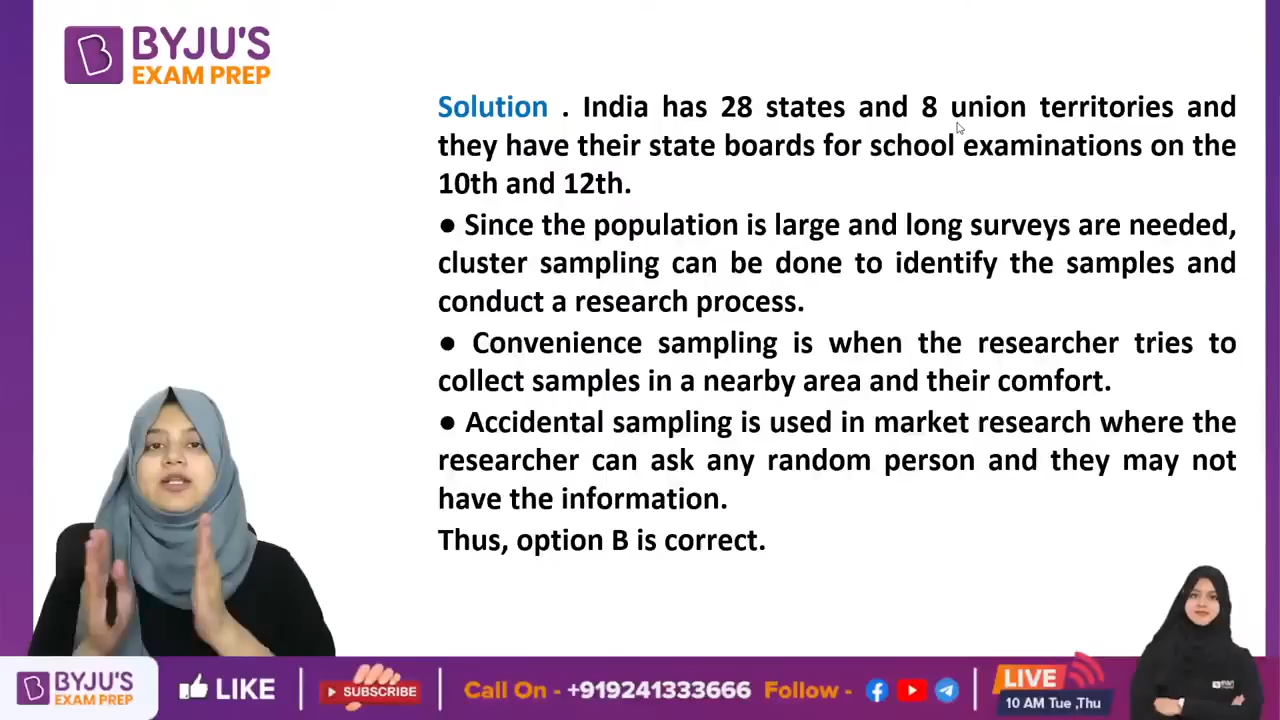 BYJU'S
EXAM PREP
Solution . India has 28 states and 8 union territories and
they have their state boards for school examinations on the
10th and 12th.
● Since the population is large and long surveys are needed,
cluster sampling can be done to identify the samples and
conduct a research process.
● Convenience sampling is when the researcher tries to
collect samples in a nearby area and their comfort.
● Accidental sampling is used in market research where the
researcher can ask any random person and they may not
have the information.
Thus, option B is correct.
BYJU'S
EXAM PREP
LIKE
SUBSCRIBE
Call On - +919241333666
Follow -
LIVE
10 AM Tue ,Thu